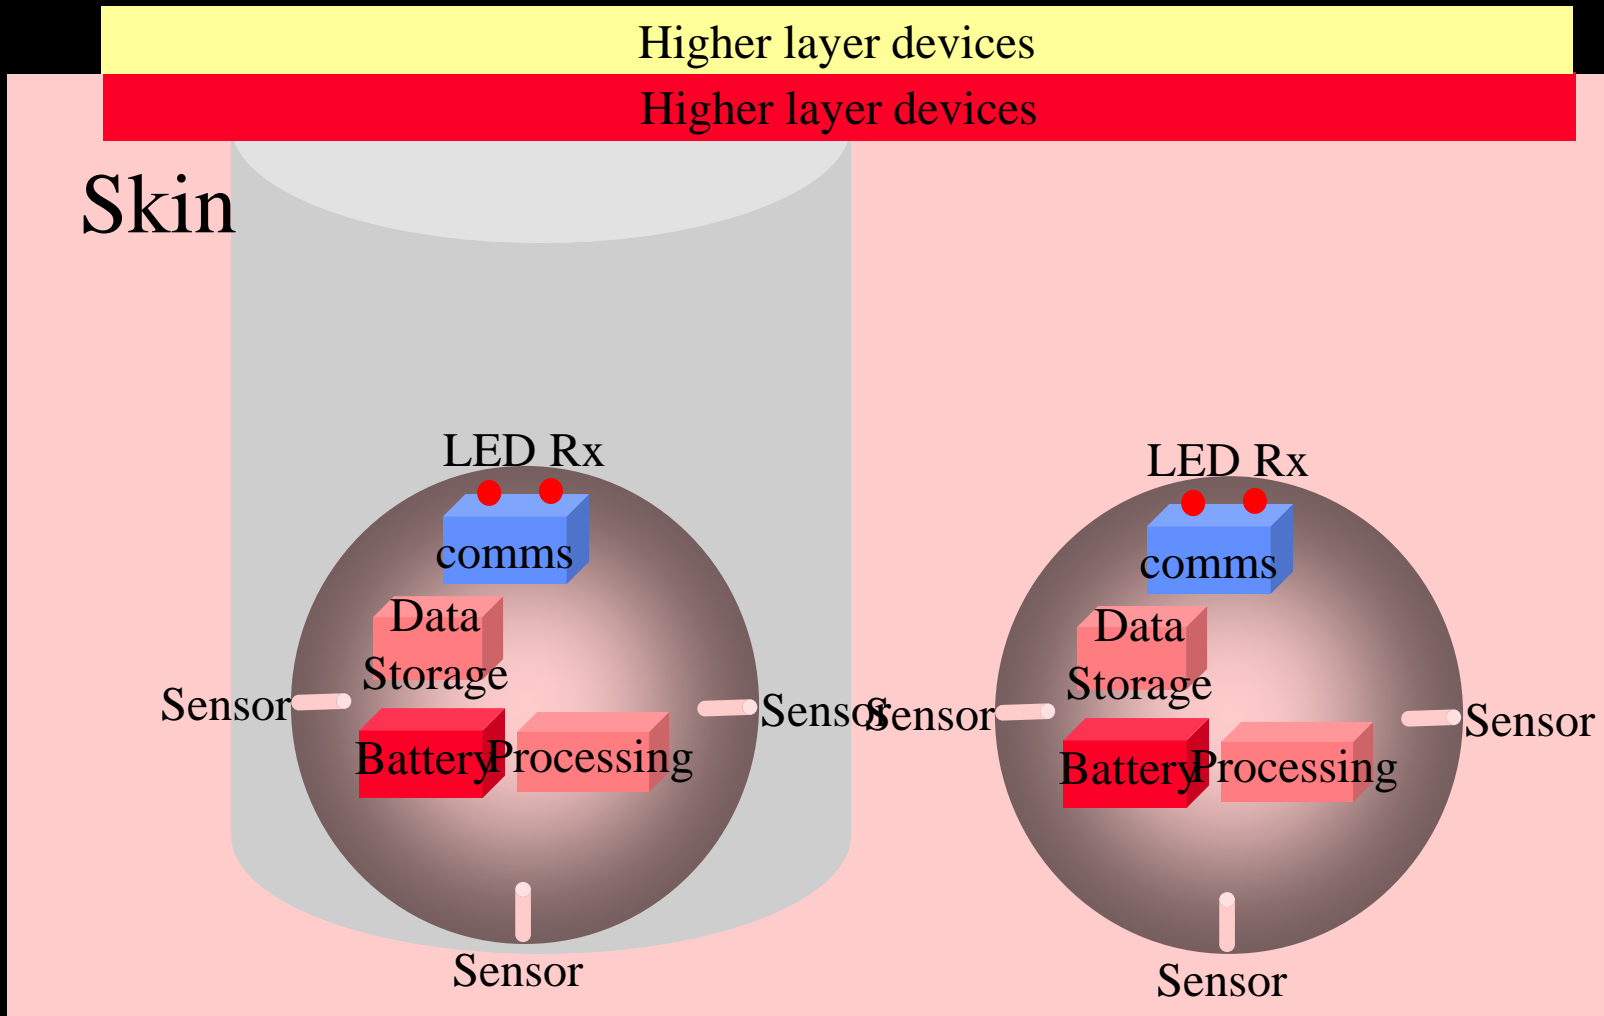 Higher layer devices
Higher layer devices
Skin
LED Rx
comms
Data
Storage
Sensor
Sensor
Battery
Processing
Sensor
LED Rx
comms
Data
Storage
Sensor
Sensor
Battery
Processing
Sensor